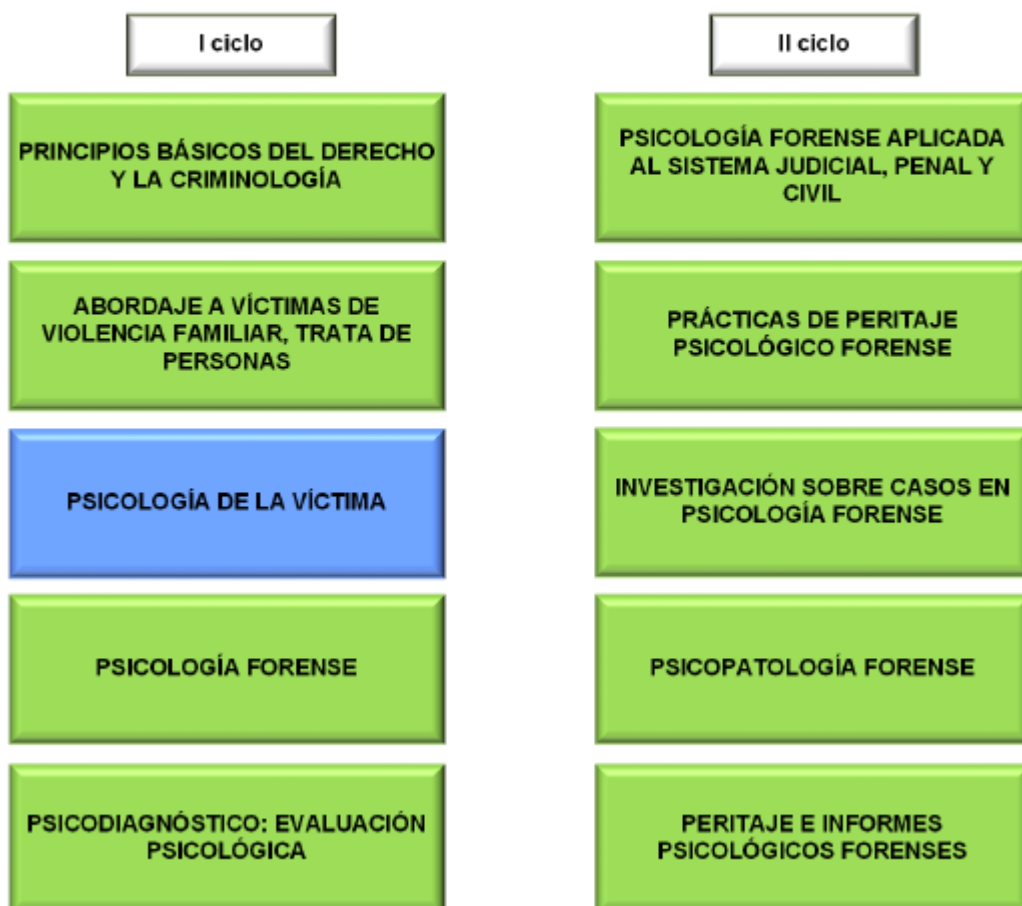 I ciclo
II ciclo
PRINCIPIOS BÁSICOS DEL DERECHO
Y LA CRIMINOLOGÍA
PSICOLOGÍA FORENSE APLICADA
AL SISTEMA JUDICIAL, PENAL Y
CIVIL
ABORDAJE A VÍCTIMAS DE
VIOLENCIA FAMILIAR, TRATA DE
PERSONAS
PRÁCTICAS DE PERITAJE
PSICOLÓGICO FORENSE
PSICOLOGÍA DE LA VÍCTIMA
INVESTIGACIÓN SOBRE CASOS EN
PSICOLOGÍA FORENSE
PSICOLOGÍA FORENSE
PSICOPATOLOGÍA FORENSE
PSICODIAGNÓSTICO: EVALUACIÓN
PSICOLÓGICA
PERITAJE E INFORMES
PSICOLÓGICOS FORENSES